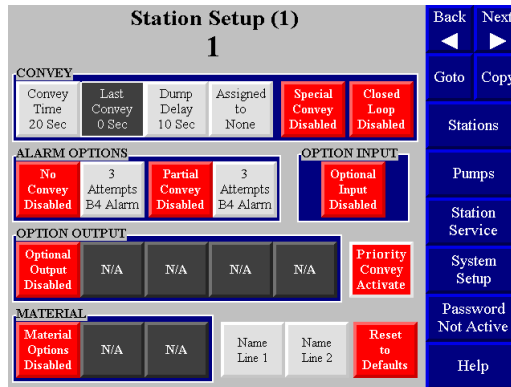 Station Setup (1)
1
Back Next
Goto Copy
CONVEY
Convey Time 20 Sec
Last Convey 0 Sec
Dump Delay 10 Sec
Assigned to None
Special Convey Disabled
Closed Loop Disabled
Stations
ALARM OPTIONS
No Convey Disabled
3 Attempts B4 Alarm
Partial Convey Disabled
3 Attempts B4 Alarm
OPTION INPUT
Optional Input Disabled
Pumps
Station Service
OPTION OUTPUT
Optional Output Disabled
N/A
N/A
N/A
N/A
Priority Convey Activate
System Setup
MATERIAL
Material Options Disabled
N/A
N/A
Name Line 1
Name Line 2
Reset to Defaults
Password Not Active
Help